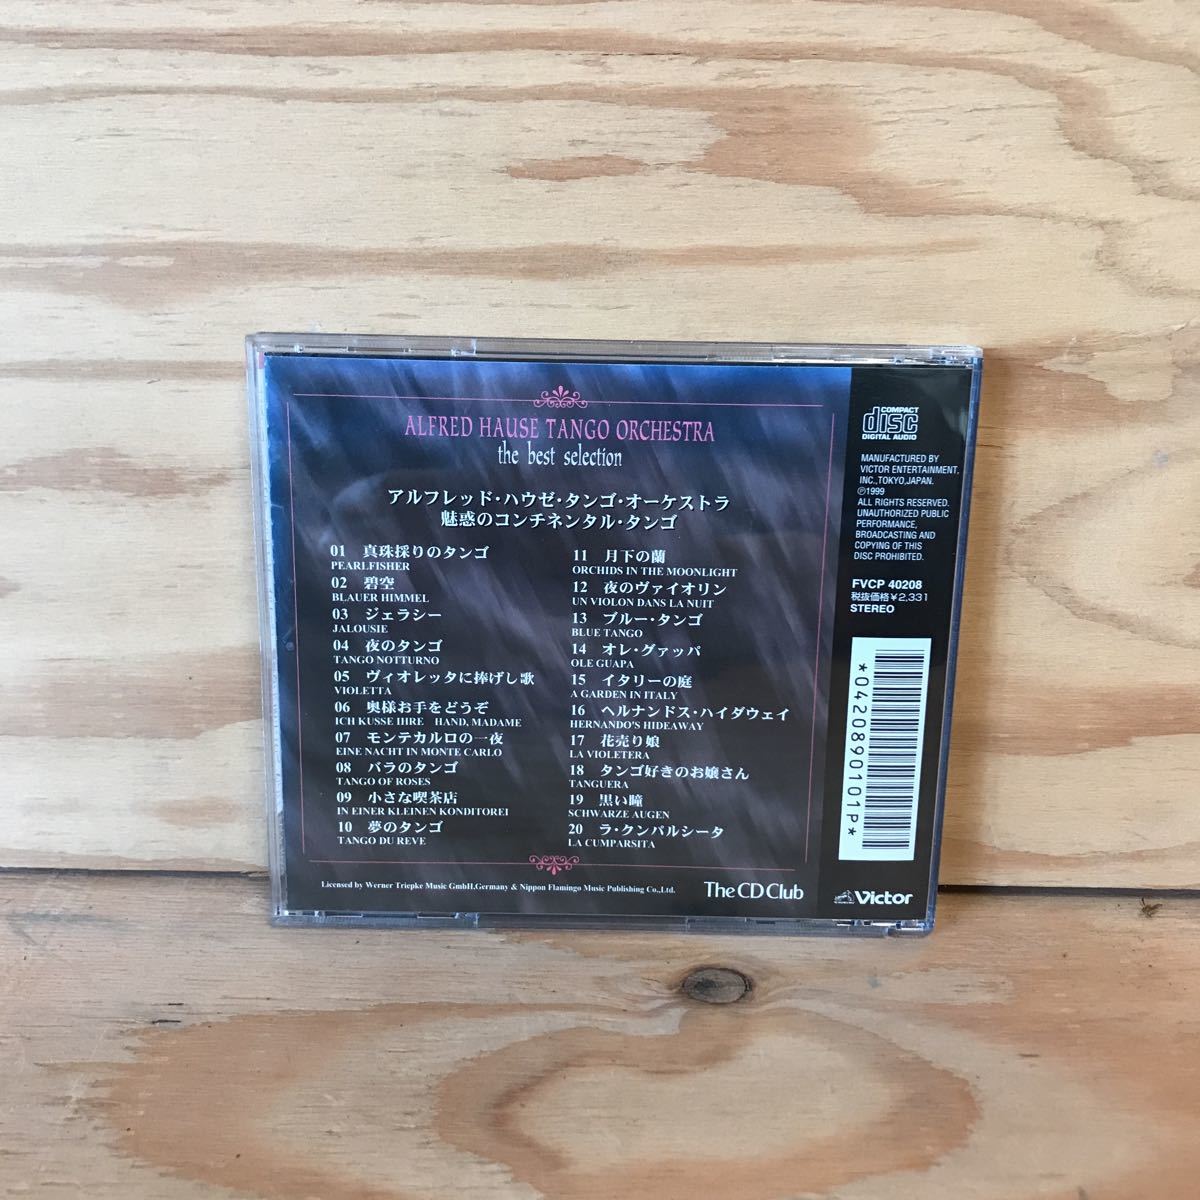 ALFRED HAUSE TANGO ORCHESTRA
the best selection
アルフレッド・ハウゼ・タンゴ・オーケストラ
魅惑のコンチネンタル・タンゴ
01 真珠採りのタンゴ
PEARLFISHER
02 碧空
BLAUER HIMMEL
03 ジェラシー
JALOUSIE
04 夜のタンゴ
TANGO NOTTURNO
05 ヴィオレッタに捧げし歌
VIOLETTA
06 奥様お手をどうぞ
ICH KUSSE IHRE HAND, MADAME
07 モンテカルロの一夜
EINE NACHT IN MONTE CARLO
08 バラのタンゴ
TANGO OF ROSES
09 小さな喫茶店
IN EINER KLEINEN KONDITOREI
10 夢のタンゴ
TANGO DU REVE
11 月下の蘭
ORCHIDS IN THE MOONLIGHT
12 夜のヴァイオリン
UN VIOLON DANS LA NUIT
13 ブルー・タンゴ
BLUE TANGO
14 オレ・グァッパ
OLE GUAPA
15 イタリーの庭
A GARDEN IN ITALY
16 ヘルナンドス・ハイダウェイ
HERNANDO'S HIDEAWAY
17 花売り娘
LA VIOLETERA
18 タンゴ好きのお嬢さん
TANGUERA
19 黒い瞳
SCHWARZE AUGEN
20 ラ・クンパルシータ
LA CUMPARSITA
Licensed by Werner Triepke Music GmbH,Germany & Nippon Flamingo Music Publishing Co.,Ltd.
The CD Club
COMPACT
disc
DIGITAL AUDIO
MANUFACTURED BY
VICTOR ENTERTAINMENT,
INC.,TOKYO,JAPAN.
℗1999
ALL RIGHTS RESERVED.
UNAUTHORIZED PUBLIC
PERFORMANCE,
BROADCASTING AND
COPYING OF THIS
DISC PROHIBITED.
FVCP 40208
税抜価格¥2,331
STEREO
*0420890101P*
Victor